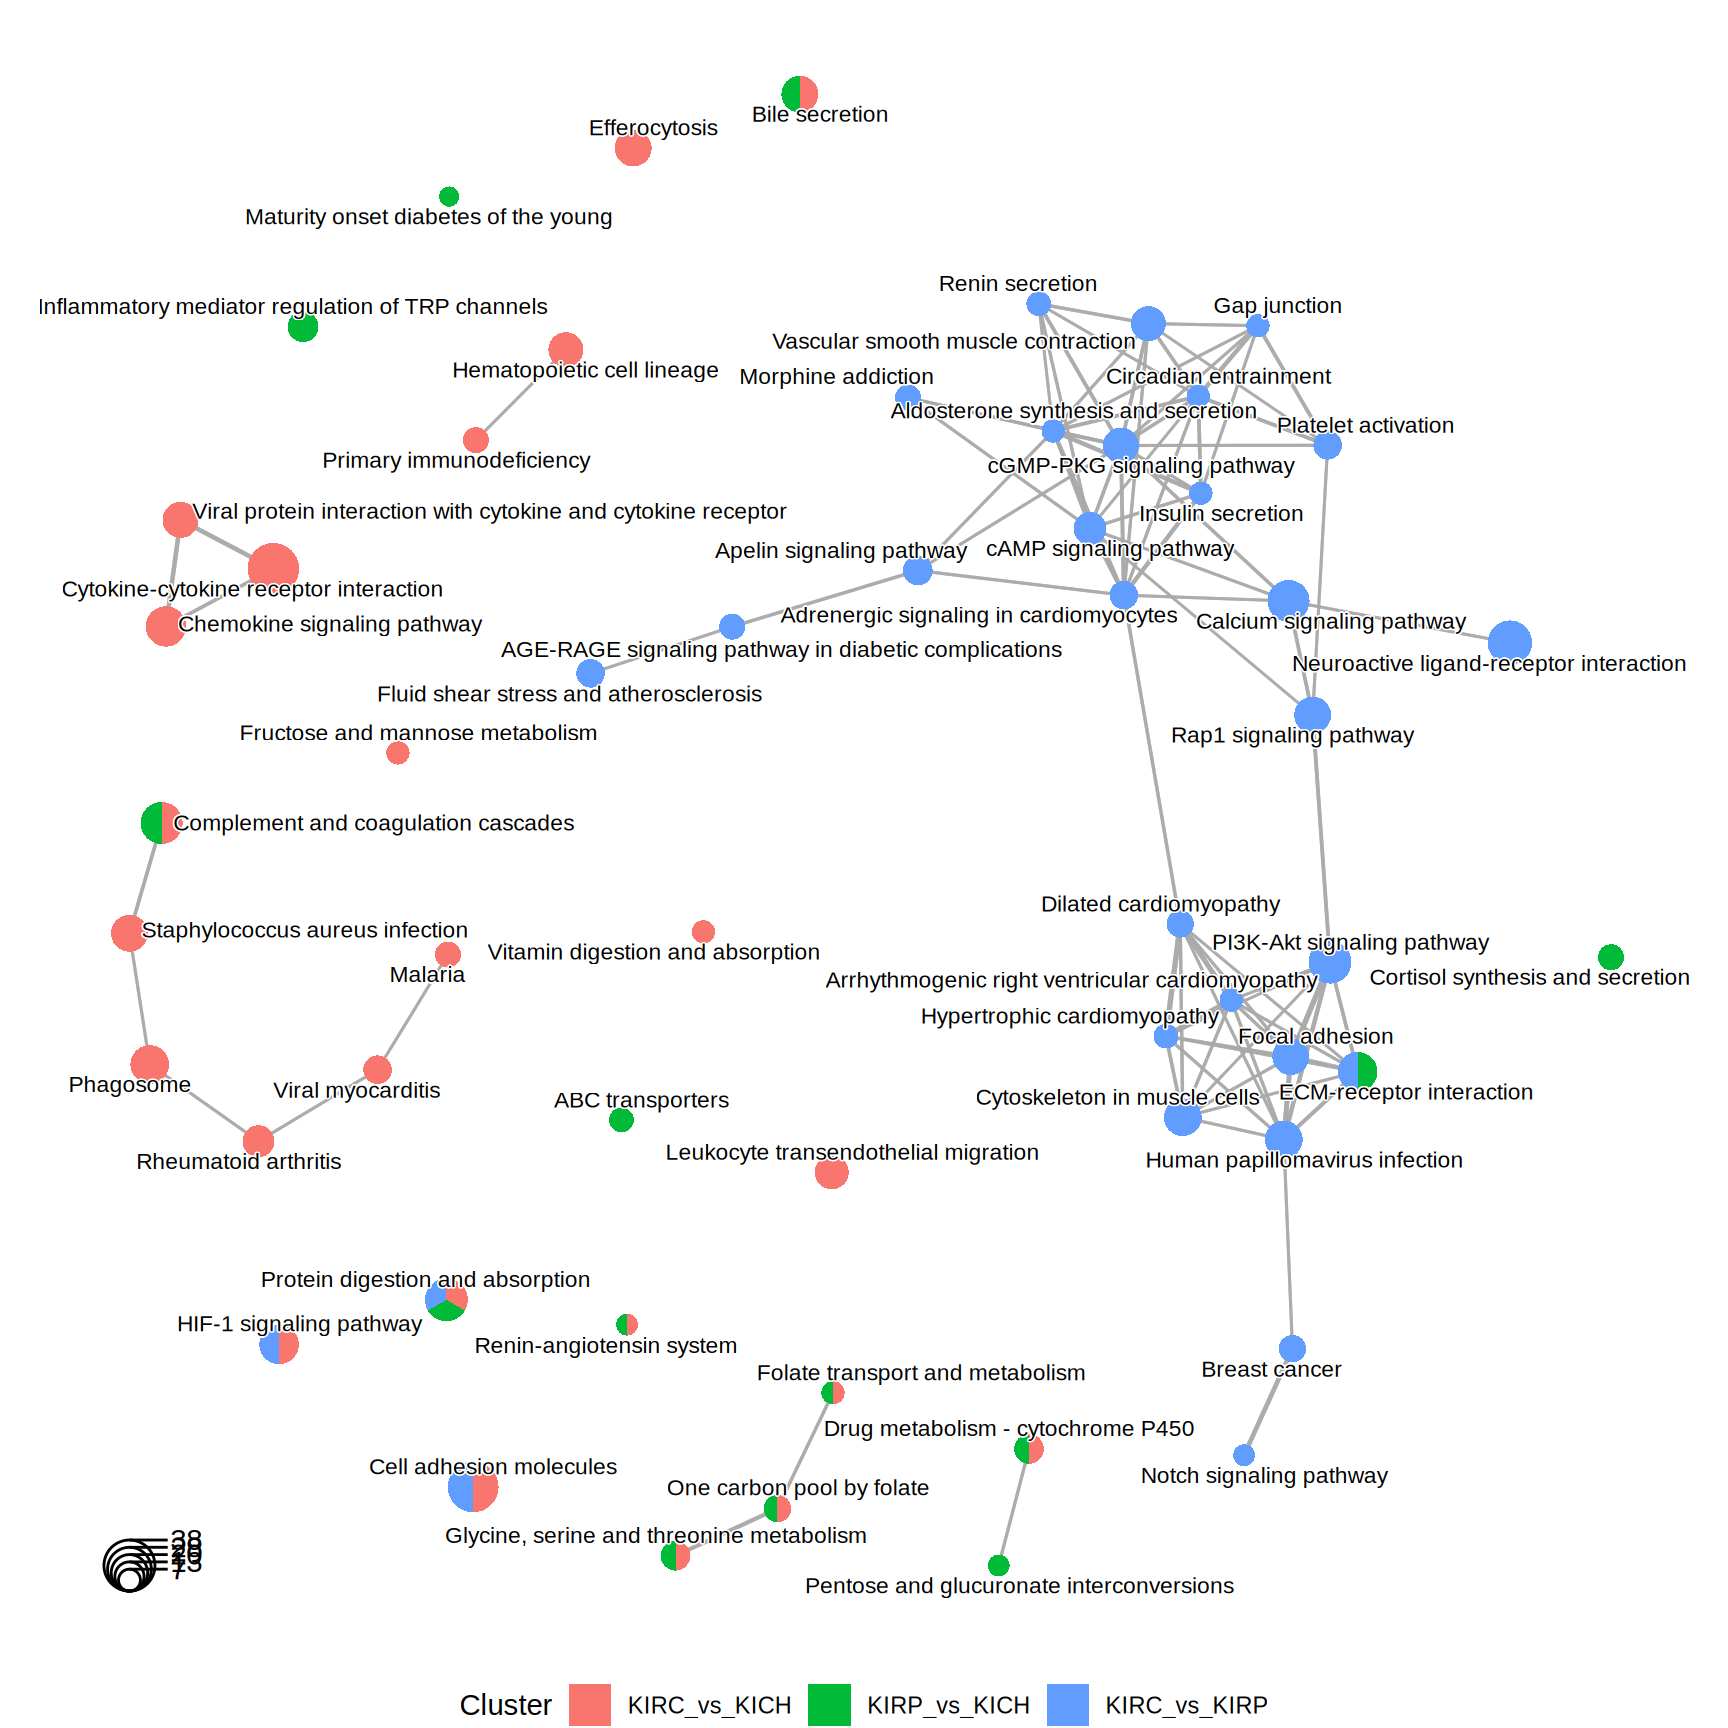 Bile secretion
Efferocytosis
Maturity onset diabetes of the young
Renin secretion
Inflammatory mediator regulation of TRP channels
Gap junction
Vascular smooth muscle contraction
Hematopoietic cell lineage
Morphine addiction
Circadian entrainment
Aldosterone synthesis and secretion
Platelet activation
Primary immunodeficiency
cGMP-PKG signaling pathway
Viral protein interaction with cytokine and cytokine receptor
Insulin secretion
Apelin signaling pathway
cAMP signaling pathway
Cytokine-cytokine receptor interaction
Adrenergic signaling in cardiomyocytes
Calcium signaling pathway
Chemokine signaling pathway
AGE-RAGE signaling pathway in diabetic complications
Neuroactive ligand-receptor interaction
Fluid shear stress and atherosclerosis
Fructose and mannose metabolism
Rap1 signaling pathway
Complement and coagulation cascades
Dilated cardiomyopathy
Staphylococcus aureus infection
PI3K-Akt signaling pathway
Vitamin digestion and absorption
Malaria
Cortisol synthesis and secretion
Arrhythmogenic right ventricular cardiomyopathy
Hypertrophic cardiomyopathy
Focal adhesion
Phagosome
Viral myocarditis
ECM-receptor interaction
Cytoskeleton in muscle cells
ABC transporters
Leukocyte transendothelial migration
Rheumatoid arthritis
Human papillomavirus infection
Protein digestion and absorption
HIF-1 signaling pathway
Renin-angiotensin system
Breast cancer
Folate transport and metabolism
Drug metabolism - cytochrome P450
Cell adhesion molecules
Notch signaling pathway
One carbon pool by folate
Glycine, serine and threonine metabolism
38
13
7
Pentose and glucuronate interconversions
Cluster KIRC_vs_KICH KIRP_vs_KICH KIRC_vs_KIRP